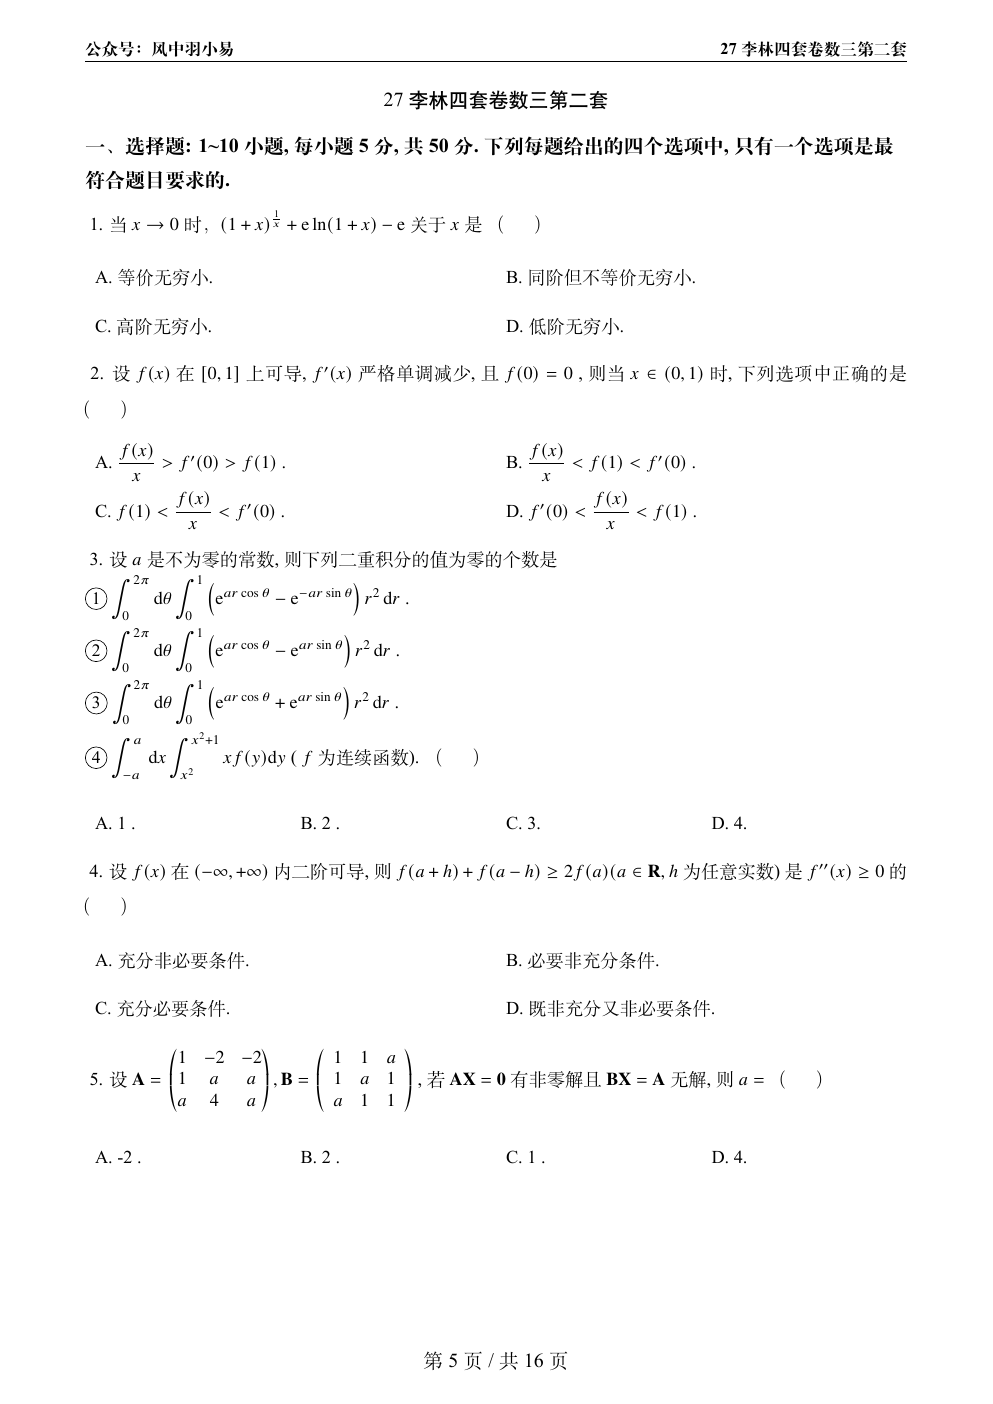 公众号：风中羽小易 27 李林四套卷数三第二套
27 李林四套卷数三第二套
一、选择题: 1~10 小题, 每小题 5 分, 共 50 分. 下列每题给出的四个选项中, 只有一个选项是最
符合题目要求的.
1. 当 x → 0 时，(1 + x)^{1/x} + e ln(1 + x) − e 关于 x 是（ ）
A. 等价无穷小. B. 同阶但不等价无穷小.
C. 高阶无穷小. D. 低阶无穷小.
2. 设 f(x) 在 [0, 1] 上可导, f′(x) 严格单调减少, 且 f(0) = 0 , 则当 x ∈ (0, 1) 时, 下列选项中正确的是
（ ）
A. f(x)/x > f′(0) > f(1) . B. f(x)/x < f(1) < f′(0) .
C. f(1) < f(x)/x < f′(0) . D. f′(0) < f(x)/x < f(1) .
3. 设 a 是不为零的常数, 则下列二重积分的值为零的个数是
① ∫_0^{2π} dθ ∫_0^1 (e^{ar cos θ} − e^{−ar sin θ}) r² dr .
② ∫_0^{2π} dθ ∫_0^1 (e^{ar cos θ} − e^{ar sin θ}) r² dr .
③ ∫_0^{2π} dθ ∫_0^1 (e^{ar cos θ} + e^{ar sin θ}) r² dr .
④ ∫_{−a}^{a} dx ∫_{x²}^{x²+1} xf(y)dy ( f 为连续函数). （ ）
A. 1 . B. 2 . C. 3. D. 4.
4. 设 f(x) 在 (−∞, +∞) 内二阶可导, 则 f(a + h) + f(a − h) ≥ 2f(a)(a ∈ R, h 为任意实数) 是 f′′(x) ≥ 0 的
（ ）
A. 充分非必要条件. B. 必要非充分条件.
C. 充分必要条件. D. 既非充分又非必要条件.
5. 设 A = (1 −2 −2; 1 a a; a 4 a), B = (1 1 a; 1 a 1; a 1 1), 若 AX = 0 有非零解且 BX = A 无解, 则 a = （ ）
A. -2 . B. 2 . C. 1 . D. 4.
第 5 页 / 共 16 页